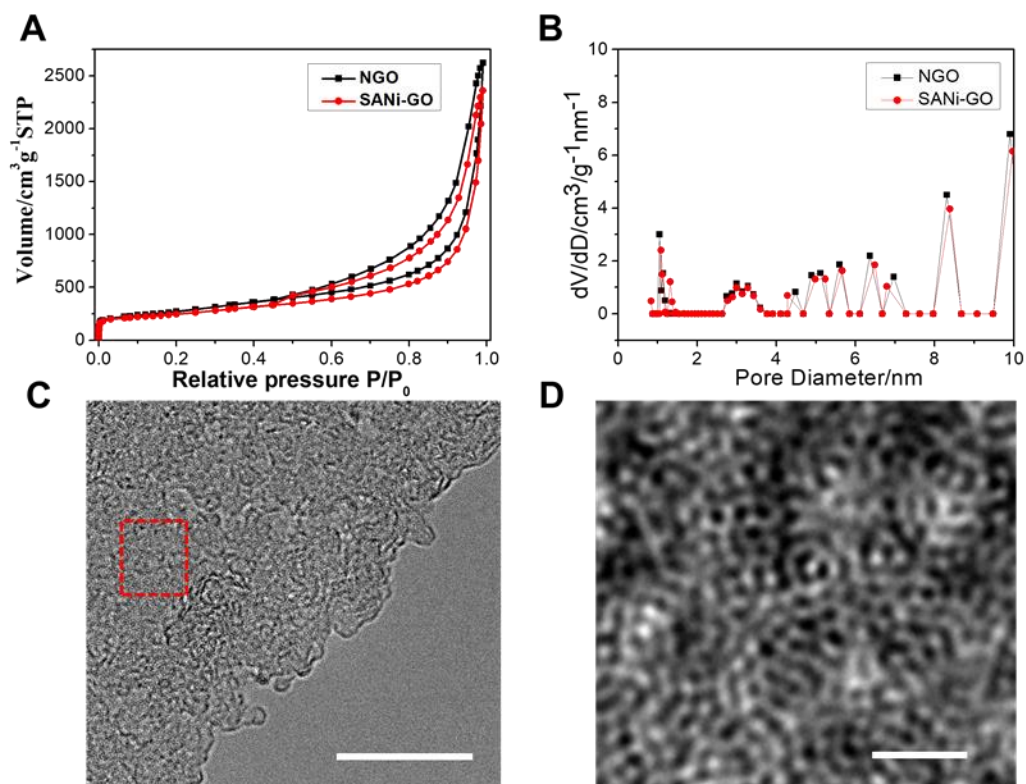 A
B
2500
2000
1500
1000
500
0
Volume/cm³g⁻¹STP
NGO
SANi-GO
0.0 0.2 0.4 0.6 0.8 1.0
Relative pressure P/P₀
10
8
6
4
2
0
dV/dD/cm³/g⁻¹nm⁻¹
NGO
SANi-GO
0 2 4 6 8 10
Pore Diameter/nm
C
D